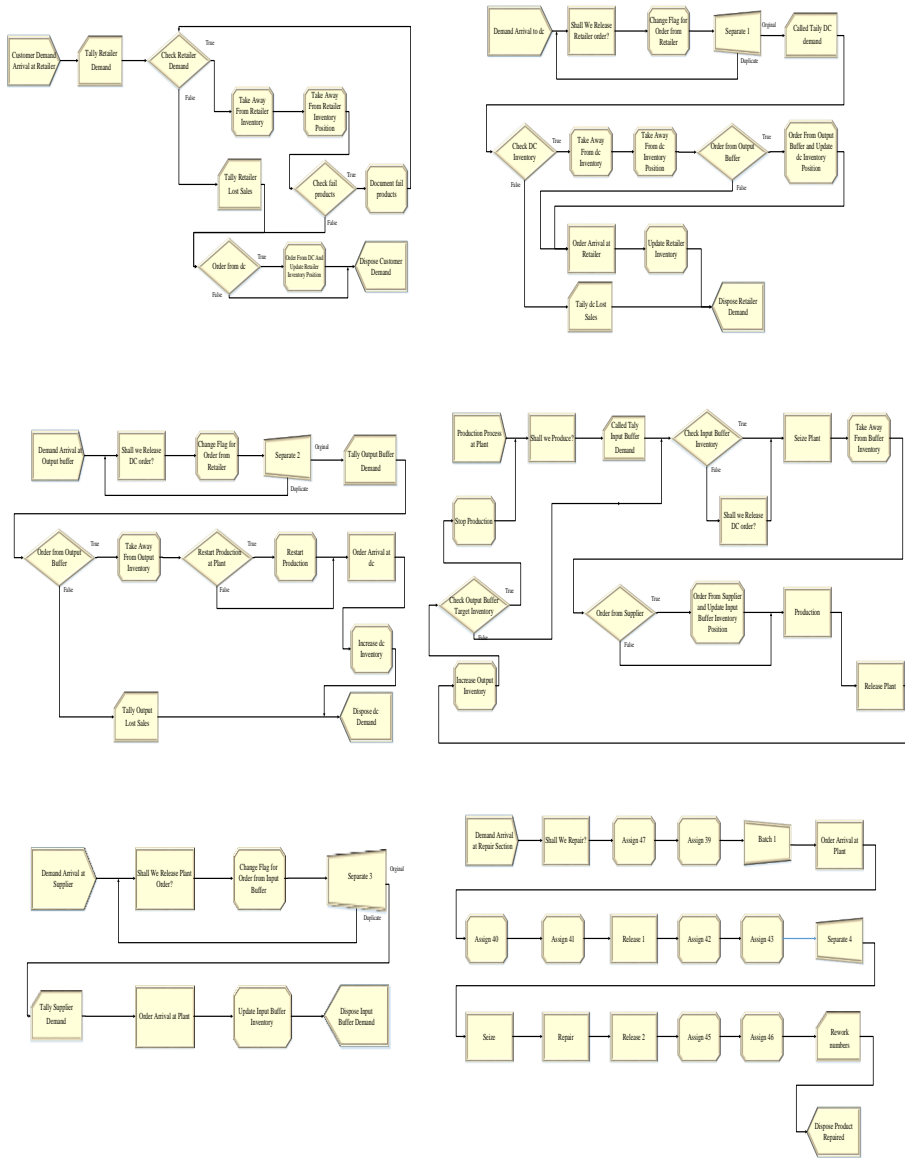 Customer Demand
Arrival at Retailer
Tally Retailer
Demand
Check Retailer
Demand
True
False
Take Away
From Retailer
Inventory
Take Away
From Retailer
Inventory
Position
Tally Retailer
Lost Sales
Check fail
products
True
False
Document fail
products
Order from dc
True
False
Order From DC And
Update Retailer
Inventory Position
Dispose Customer
Demand
Demand Arrival to dc
Shall We Release
Retailer order?
Change Flag for
Order from
Retailer
Separate 1
Orginal
Duplicate
Called Taily DC
demand
Check DC
Inventory
True
False
Take Away
From dc
Inventory
Take Away
From dc
Inventory
Position
Order from Output
Buffer
True
False
Order From Output
Buffer and Update
dc Inventory
Position
Order Arrival at
Retailer
Update Retailer
Inventory
Taily dc Lost
Sales
Dispose Retailer
Demand
Demand Arrival at
Output buffer
Shall we Release
DC order?
Change Flag for
Order from
Retailer
Separate 2
Orginal
Duplicate
Tally Output Buffer
Demand
Order from Output
Buffer
True
False
Take Away
From Output
Inventory
Restart Production
at Plant
True
False
Restart
Production
Order Arrival at
dc
Increase dc
Inventory
Tally Output
Lost Sales
Dispose dc
Demand
Production Process
at Plant
Shall we Produce?
Called Taly
Input Buffer
Demand
Check Input Buffer
Inventory
True
False
Seize Plant
Take Away
From Buffer
Inventory
Stop Production
Shall we Release
DC order?
Check Output Buffer
Target Inventory
True
False
Order from Supplier
True
False
Order From Supplier
and Update Input
Buffer Inventory
Position
Production
Increase Output
Inventory
Release Plant
Demand Arrival at
Supplier
Shall We Release Plant
Order?
Change Flag for
Order from Input
Buffer
Separate 3
Orginal
Duplicate
Tally Supplier
Demand
Order Arrival at Plant
Update Input Buffer
Inventory
Dispose Input
Buffer Demand
Demand Arrival
at Repair Section
Shall We Repair?
Assign 47
Assign 39
Batch 1
Order Arrival at
Plant
Assign 40
Assign 41
Release 1
Assign 42
Assign 43
Separate 4
Seize
Repair
Release 2
Assign 45
Assign 46
Rework
numbers
Dispose Product
Repaired